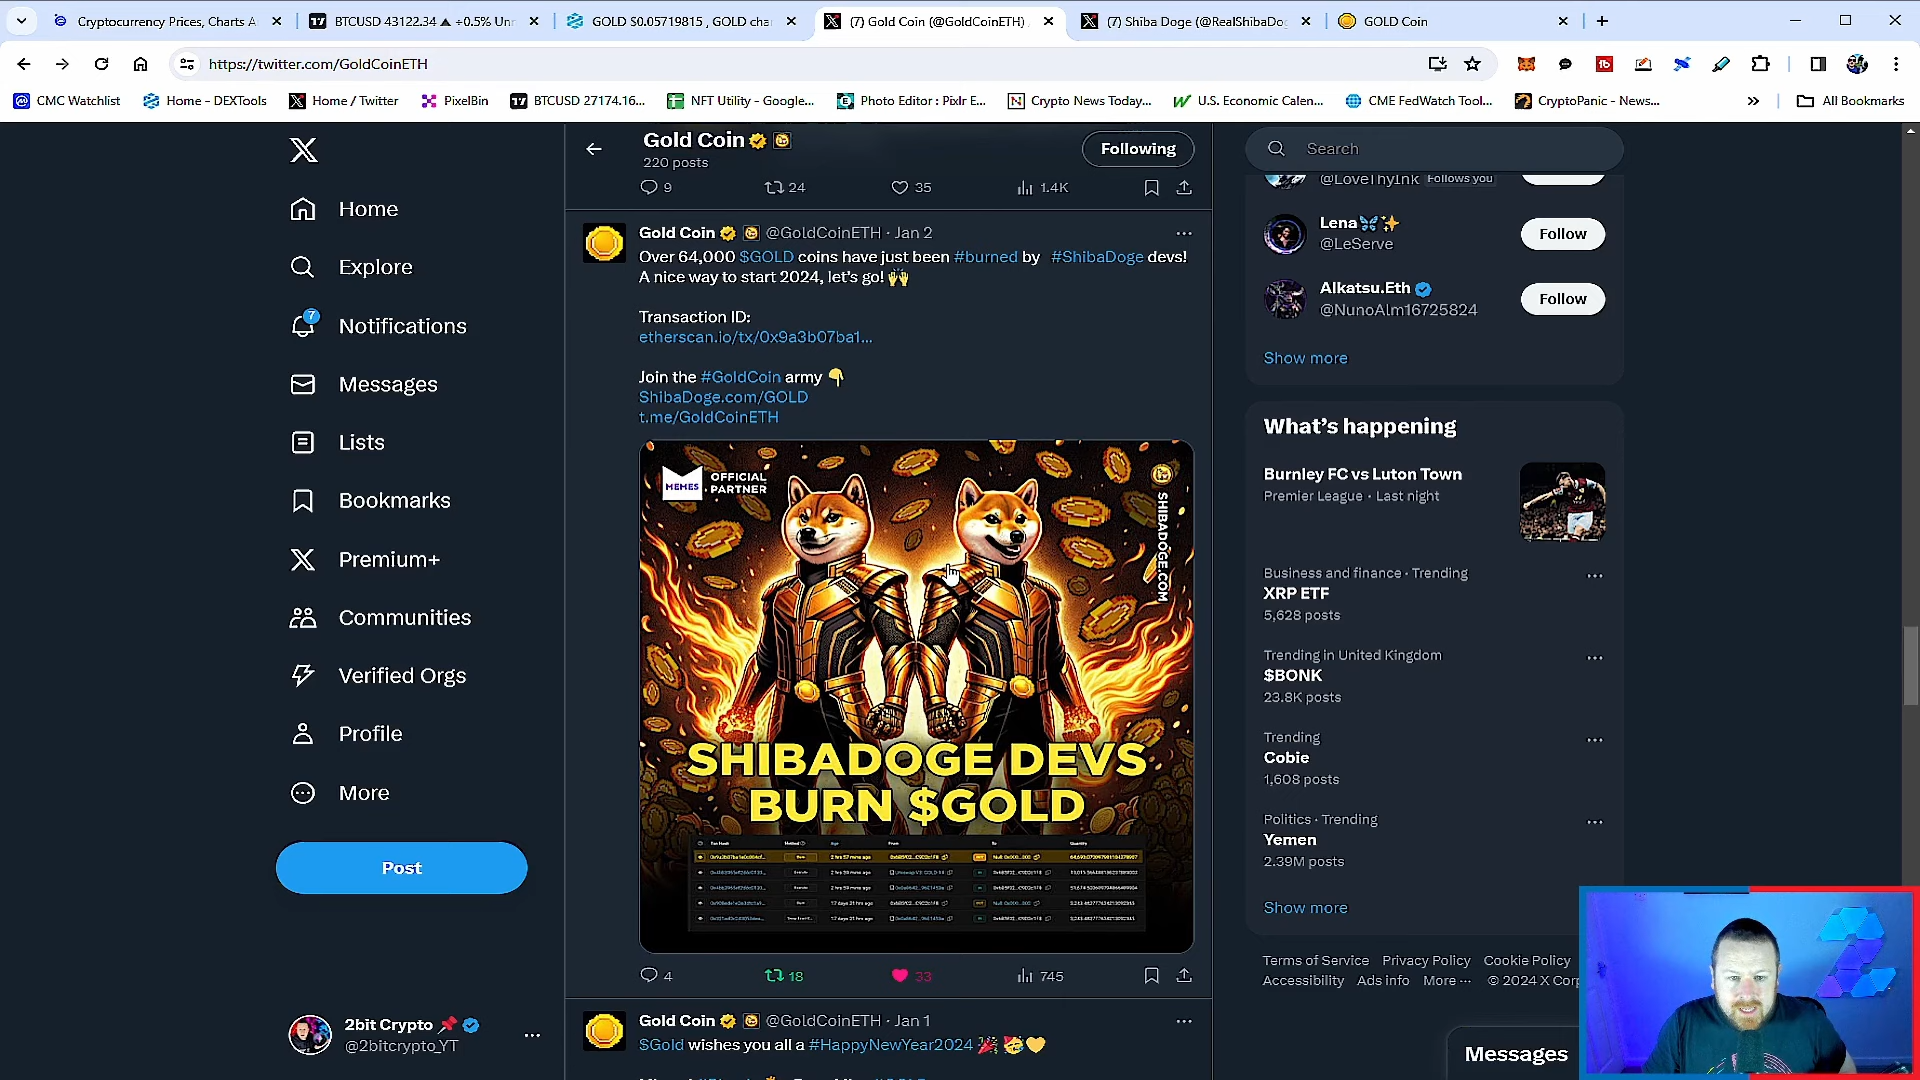 Cryptocurrency Prices, Charts A
BTCUSD 43122.34 ▲ +0.5% Unr
GOLD $0.05719815 , GOLD cha
(7) Gold Coin (@GoldCoinETH)
(7) Shiba Doge (@RealShibaDo
GOLD Coin
https://twitter.com/GoldCoinETH
CMC Watchlist
Home - DEXTools
Home / Twitter
PixelBin
BTCUSD 27174.16...
NFT Utility - Google...
Photo Editor : Pixlr E...
Crypto News Today...
U.S. Economic Calen...
CME FedWatch Tool...
CryptoPanic - News...
All Bookmarks
Home
Explore
7
Notifications
Messages
Lists
Bookmarks
Premium+
Communities
Verified Orgs
Profile
More
Post
2bit Crypto
@2bitcrypto_YT
Gold Coin
220 posts
Following
9
24
35
1.4K
Gold Coin @GoldCoinETH · Jan 2
Over 64,000 $GOLD coins have just been #burned by #ShibaDoge devs!
A nice way to start 2024, let's go! 🙌
Transaction ID:
etherscan.io/tx/0x9a3b07ba1...
Join the #GoldCoin army 👇
ShibaDoge.com/GOLD
t.me/GoldCoinETH
MEMES
OFFICIAL
PARTNER
SHIBADOGE.COM
SHIBADOGE DEVS
BURN $GOLD
4
18
33
745
Gold Coin @GoldCoinETH · Jan 1
$Gold wishes you all a #HappyNewYear2024 🎉🥳💛
Search
@LoveThyInk Follows you
Lena🦋✨
@LeServe
Follow
Alkatsu.Eth
@NunoAlm16725824
Follow
Show more
What's happening
Burnley FC vs Luton Town
Premier League · Last night
Business and finance · Trending
XRP ETF
5,628 posts
Trending in United Kingdom
$BONK
23.8K posts
Trending
Cobie
1,608 posts
Politics · Trending
Yemen
2.39M posts
Show more
Terms of Service Privacy Policy Cookie Policy
Accessibility Ads info More ··· © 2024 X Corp
Messages